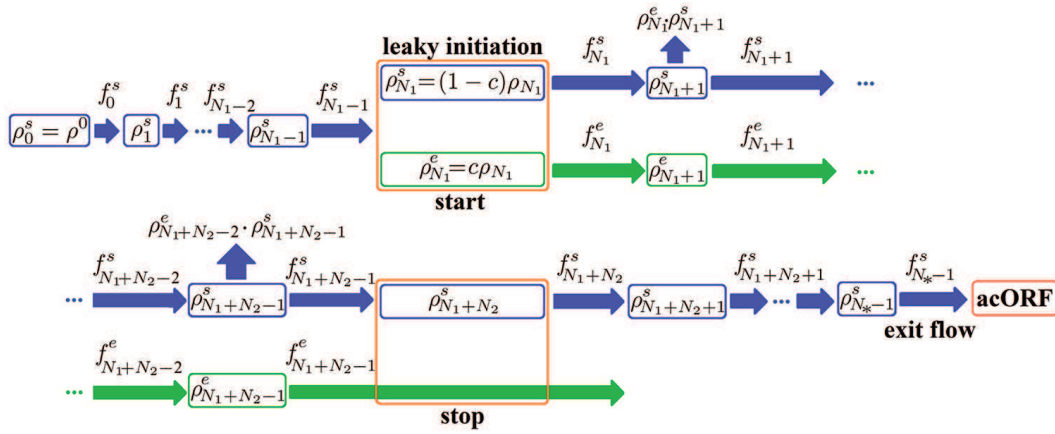 ρ^e_{N_1}·ρ^s_{N_1+1}
leaky initiation f^s_{N_1} f^s_{N_1+1}
f^s_0 f^s_1 f^s_{N_1-2} f^s_{N_1-1} ρ^s_{N_1}=(1-c)ρ_{N_1} ρ^s_{N_1+1} ...
ρ^s_0 = ρ^0 ρ^s_1 ... ρ^s_{N_1-1}
f^e_{N_1} f^e_{N_1+1}
ρ^e_{N_1}=cρ_{N_1} ρ^e_{N_1+1} ...
start
ρ^e_{N_1+N_2-2}·ρ^s_{N_1+N_2-1}
f^s_{N_1+N_2-2} f^s_{N_1+N_2-1} f^s_{N_1+N_2} f^s_{N_1+N_2+1} f^s_{N_*-1}
... ρ^s_{N_1+N_2-1} ρ^s_{N_1+N_2} ρ^s_{N_1+N_2+1} ... ρ^s_{N_*-1} acORF
exit flow
f^e_{N_1+N_2-2} f^e_{N_1+N_2-1}
... ρ^e_{N_1+N_2-1}
stop